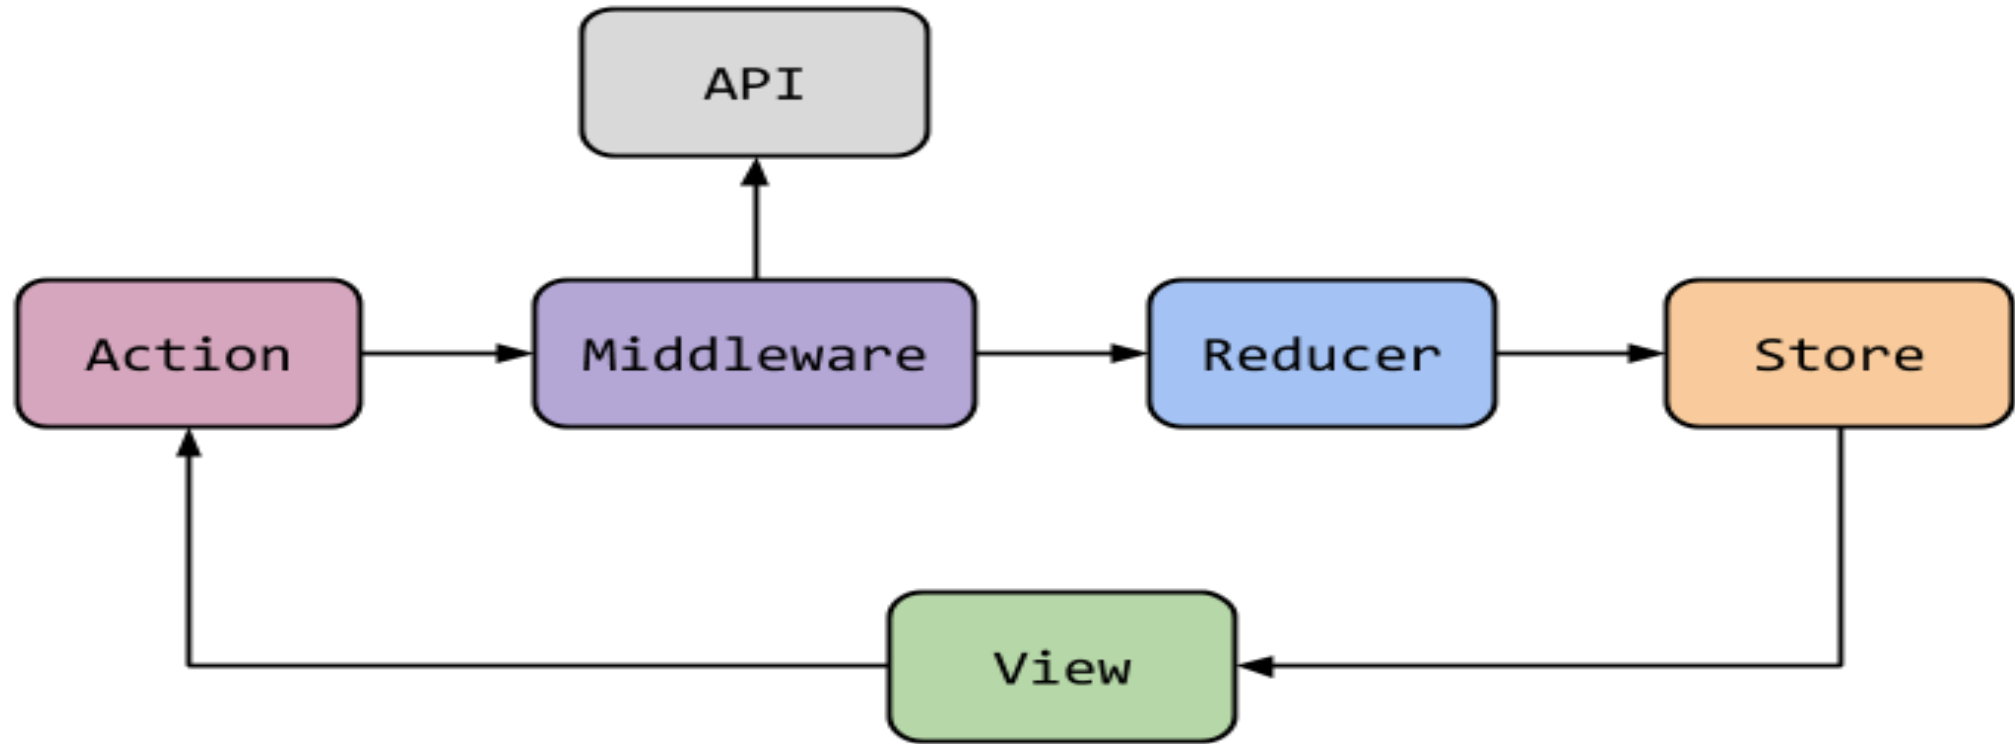 API
Action
Middleware
Reducer
Store
View